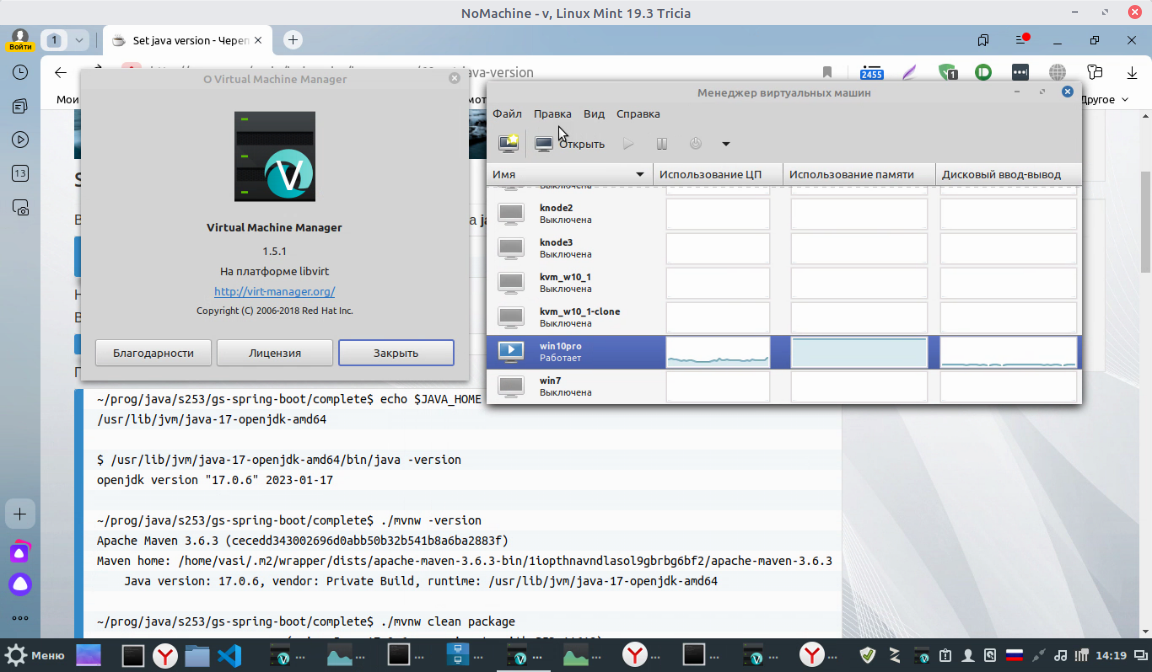 NoMachine - v, Linux Mint 19.3 Tricia
Войти
1
Set java version - Череп
java-version
2455
1
Мои
Другое
13
О Virtual Machine Manager
Virtual Machine Manager
1.5.1
На платформе libvirt
http://virt-manager.org/
Copyright (C) 2006-2018 Red Hat Inc.
Благодарности
Лицензия
Закрыть
Менеджер виртуальных машин
Файл Правка Вид Справка
Открыть
Имя Использование ЦП Использование памяти Дисковый ввод-вывод
Выключена
knode2
Выключена
knode3
Выключена
kvm_w10_1
Выключена
kvm_w10_1-clone
Выключена
win10pro
Работает
win7
Выключена
~/prog/java/s253/gs-spring-boot/complete$ echo $JAVA_HOME
/usr/lib/jvm/java-17-openjdk-amd64
$ /usr/lib/jvm/java-17-openjdk-amd64/bin/java -version
openjdk version "17.0.6" 2023-01-17
~/prog/java/s253/gs-spring-boot/complete$ ./mvnw -version
Apache Maven 3.6.3 (cecedd343002696d0abb50b32b541b8a6ba2883f)
Maven home: /home/vasi/.m2/wrapper/dists/apache-maven-3.6.3-bin/1iopthnavndlasol9gbrbg6bf2/apache-maven-3.6.3
Java version: 17.0.6, vendor: Private Build, runtime: /usr/lib/jvm/java-17-openjdk-amd64
~/prog/java/s253/gs-spring-boot/complete$ ./mvnw clean package
Меню
14:19